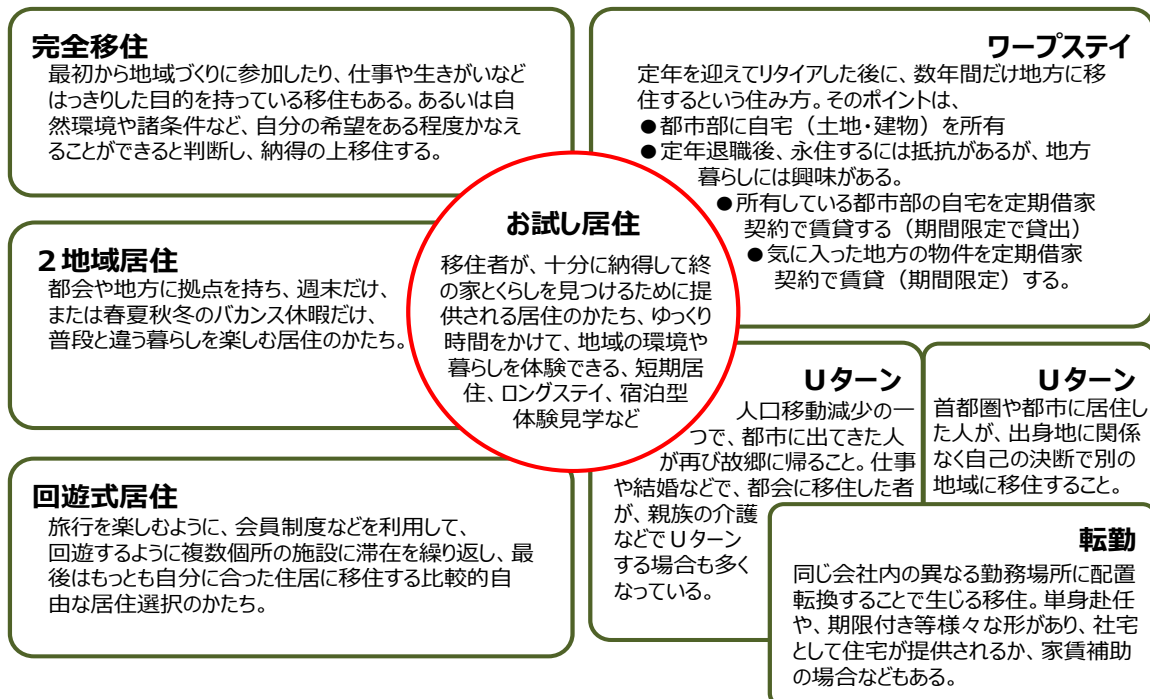 完全移住
最初から地域づくりに参加したり、仕事や生きがいなど
はっきりした目的を持っている移住もある。あるいは自
然環境や諸条件など、自分の希望をある程度かなえ
ることができると判断し、納得の上移住する。
ワープステイ
定年を迎えてリタイアした後に、数年間だけ地方に移
住するという住み方。そのポイントは、
●都市部に自宅（土地・建物）を所有
●定年退職後、永住するには抵抗があるが、地方
暮らしには興味がある。
●所有している都市部の自宅を定期借家
契約で賃貸する（期間限定で貸出）
●気に入った地方の物件を定期借家
契約で賃貸（期間限定）する。
お試し居住
移住者が、十分に納得して終
の家とくらしを見つけるために提
供される居住のかたち、ゆっくり
時間をかけて、地域の環境や
暮らしを体験できる、短期居
住、ロングステイ、宿泊型
体験見学など
２地域居住
都会や地方に拠点を持ち、週末だけ、
または春夏秋冬のバカンス休暇だけ、
普段と違う暮らしを楽しむ居住のかたち。
回遊式居住
旅行を楽しむように、会員制度などを利用して、
回遊するように複数個所の施設に滞在を繰り返し、最
後はもっとも自分に合った住居に移住する比較的自
由な居住選択のかたち。
Ｕターン
人口移動減少の一
つで、都市に出てきた人
が再び故郷に帰ること。仕事
や結婚などで、都会に移住した者
が、親族の介護
などでＵターン
する場合も多く
なっている。
Ｕターン
首都圏や都市に居住し
た人が、出身地に関係
なく自己の決断で別の
地域に移住すること。
転勤
同じ会社内の異なる勤務場所に配置
転換することで生じる移住。単身赴任
や、期限付き等様々な形があり、社宅
として住宅が提供されるか、家賃補助
の場合などもある。